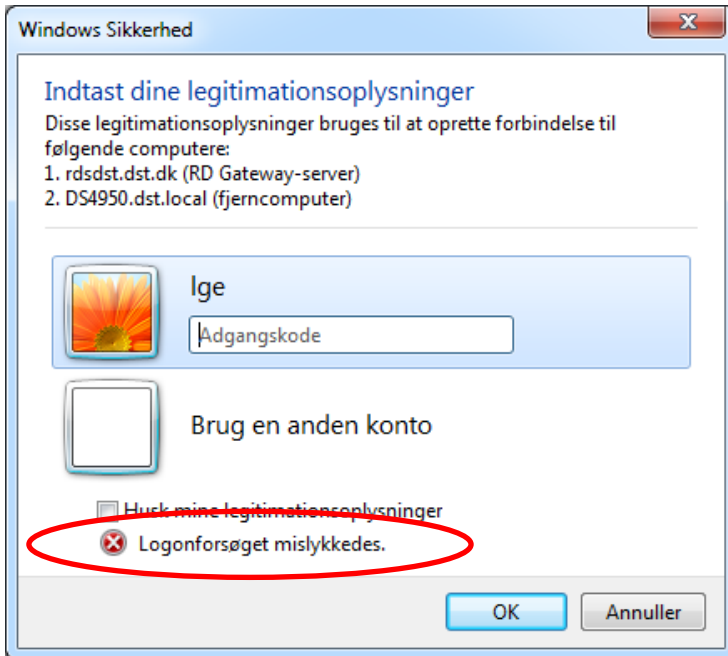 Windows Sikkerhed
Indtast dine legitimationsoplysninger
Disse legitimationsoplysninger bruges til at oprette forbindelse til
følgende computere:
1. rdsdst.dst.dk (RD Gateway-server)
2. DS4950.dst.local (fjerncomputer)
lge
Adgangskode
Brug en anden konto
Husk mine legitimationsoplysninger
Logonforsøget mislykkedes.
OK
Annuller